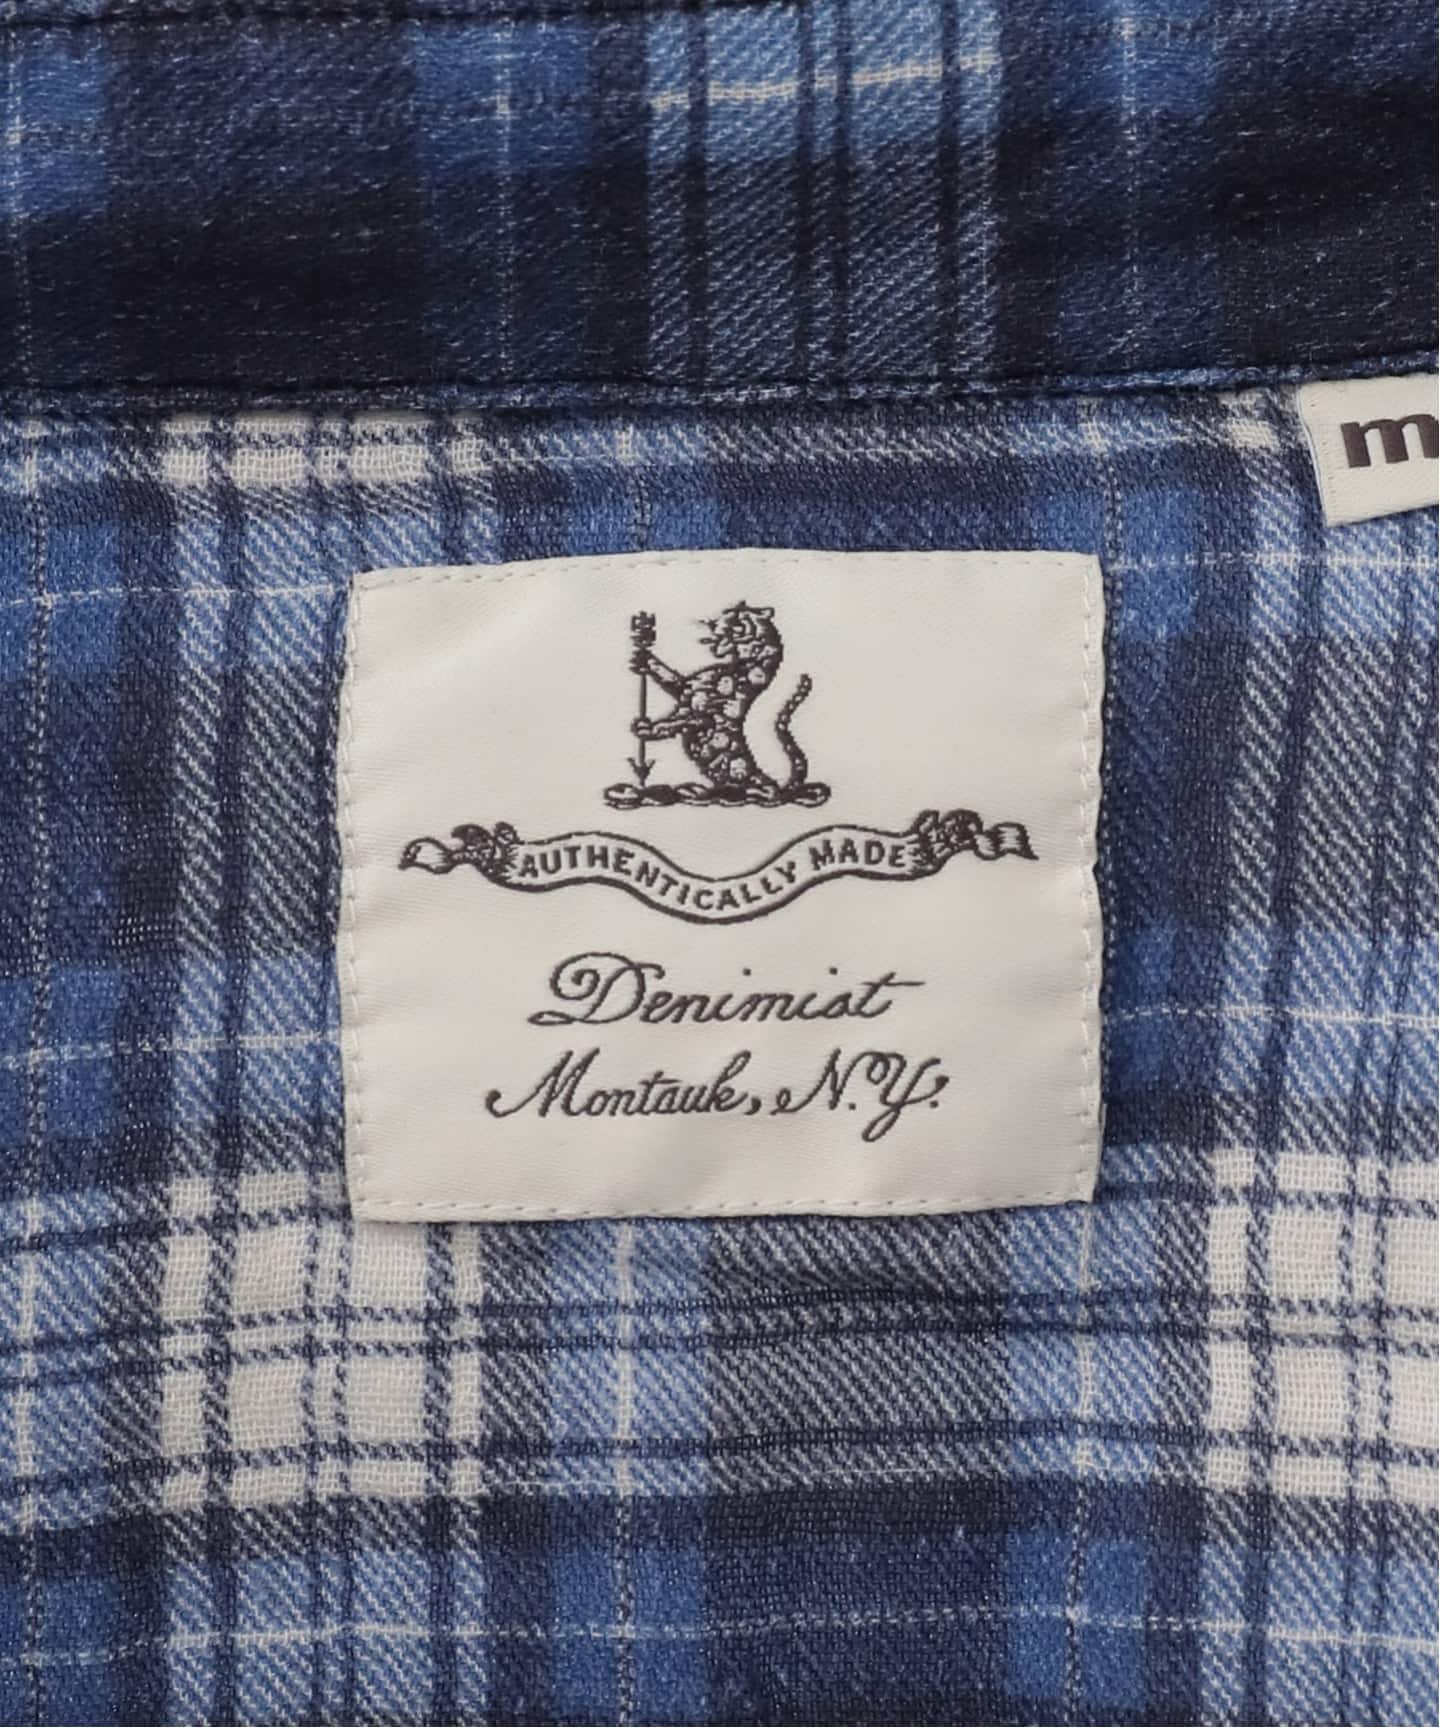 m
AUTHENTICALLY MADE
Denimist
Montauk, N.Y.